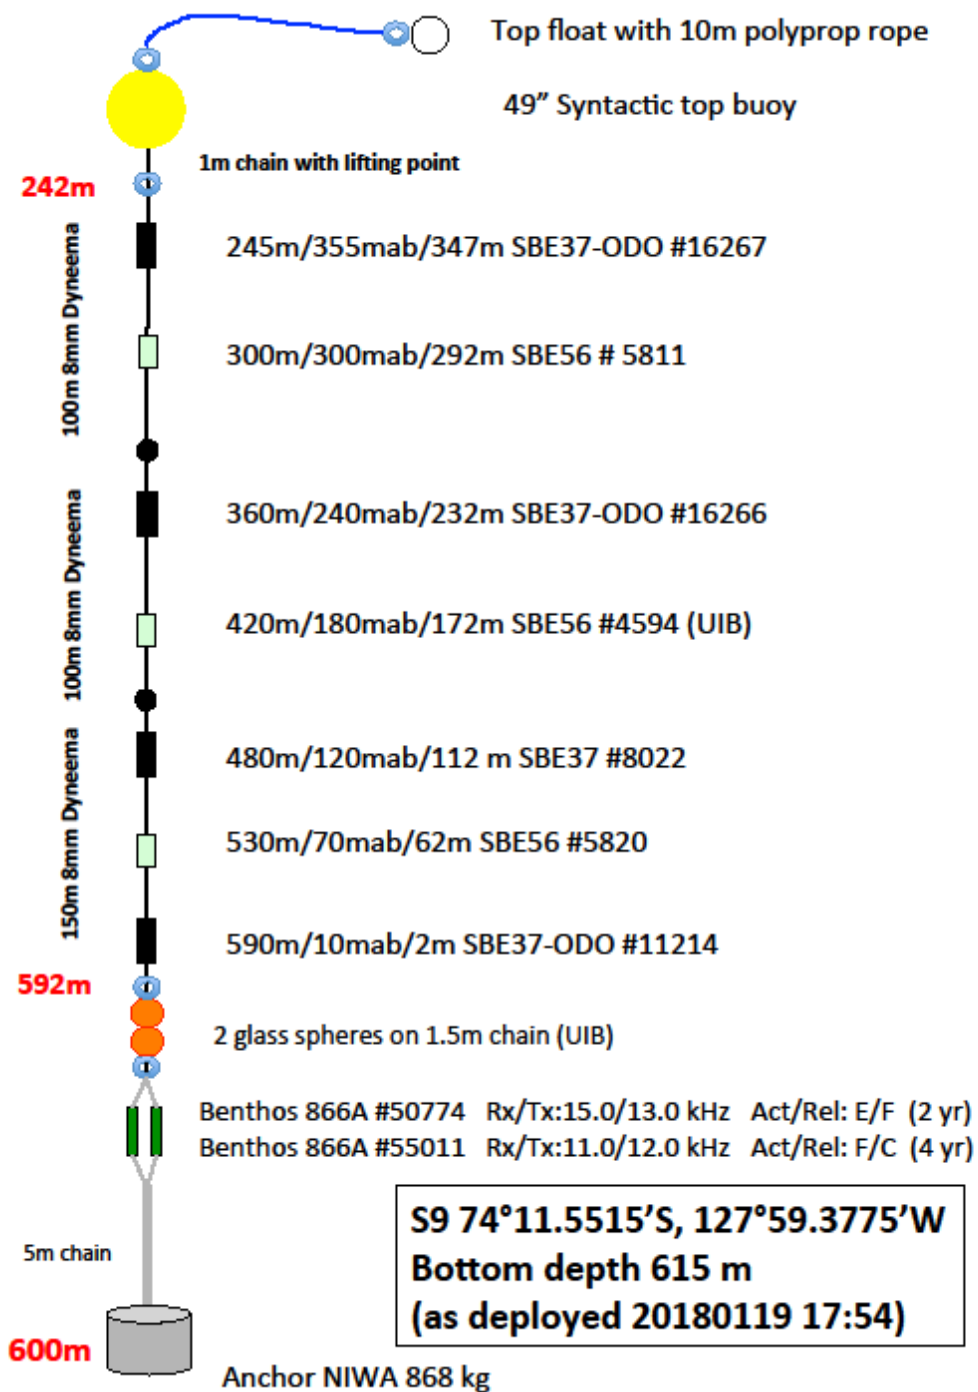 Top float with 10m polyprop rope
49” Syntactic top buoy
1m chain with lifting point
242m
100m 8mm Dyneema
245m/355mab/347m SBE37-ODO #16267
300m/300mab/292m SBE56 # 5811
100m 8mm Dyneema
360m/240mab/232m SBE37-ODO #16266
420m/180mab/172m SBE56 #4594 (UIB)
150m 8mm Dyneema
480m/120mab/112 m SBE37 #8022
530m/70mab/62m SBE56 #5820
590m/10mab/2m SBE37-ODO #11214
592m
2 glass spheres on 1.5m chain (UIB)
Benthos 866A #50774 Rx/Tx:15.0/13.0 kHz Act/Rel: E/F (2 yr)
Benthos 866A #55011 Rx/Tx:11.0/12.0 kHz Act/Rel: F/C (4 yr)
S9 74°11.5515’S, 127°59.3775’W
Bottom depth 615 m
(as deployed 20180119 17:54)
5m chain
600m
Anchor NIWA 868 kg